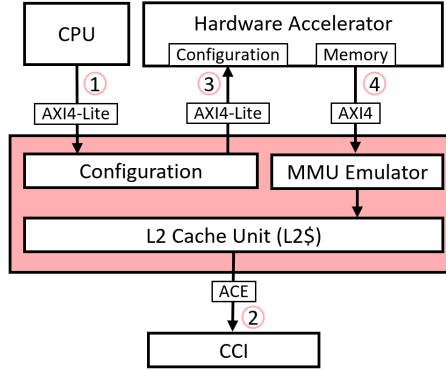 CPU
Hardware Accelerator
Configuration
Memory
1
3
4
AXI4-Lite
AXI4-Lite
AXI4
Configuration
MMU Emulator
L2 Cache Unit (L2$)
ACE
2
CCI